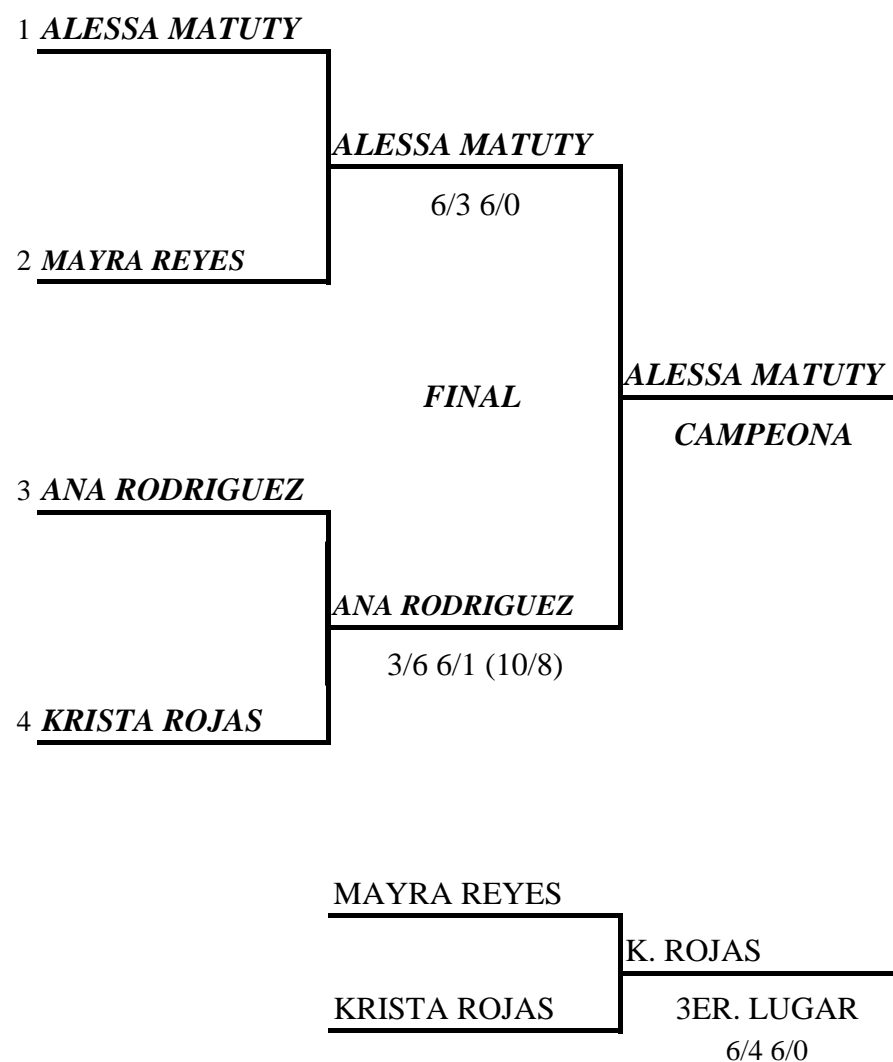 1 ALESSA MATUTY
ALESSA MATUTY
6/3 6/0
2 MAYRA REYES
ALESSA MATUTY
FINAL
CAMPEONA
3 ANA RODRIGUEZ
ANA RODRIGUEZ
3/6 6/1 (10/8)
4 KRISTA ROJAS
MAYRA REYES
K. ROJAS
KRISTA ROJAS
3ER. LUGAR
6/4 6/0